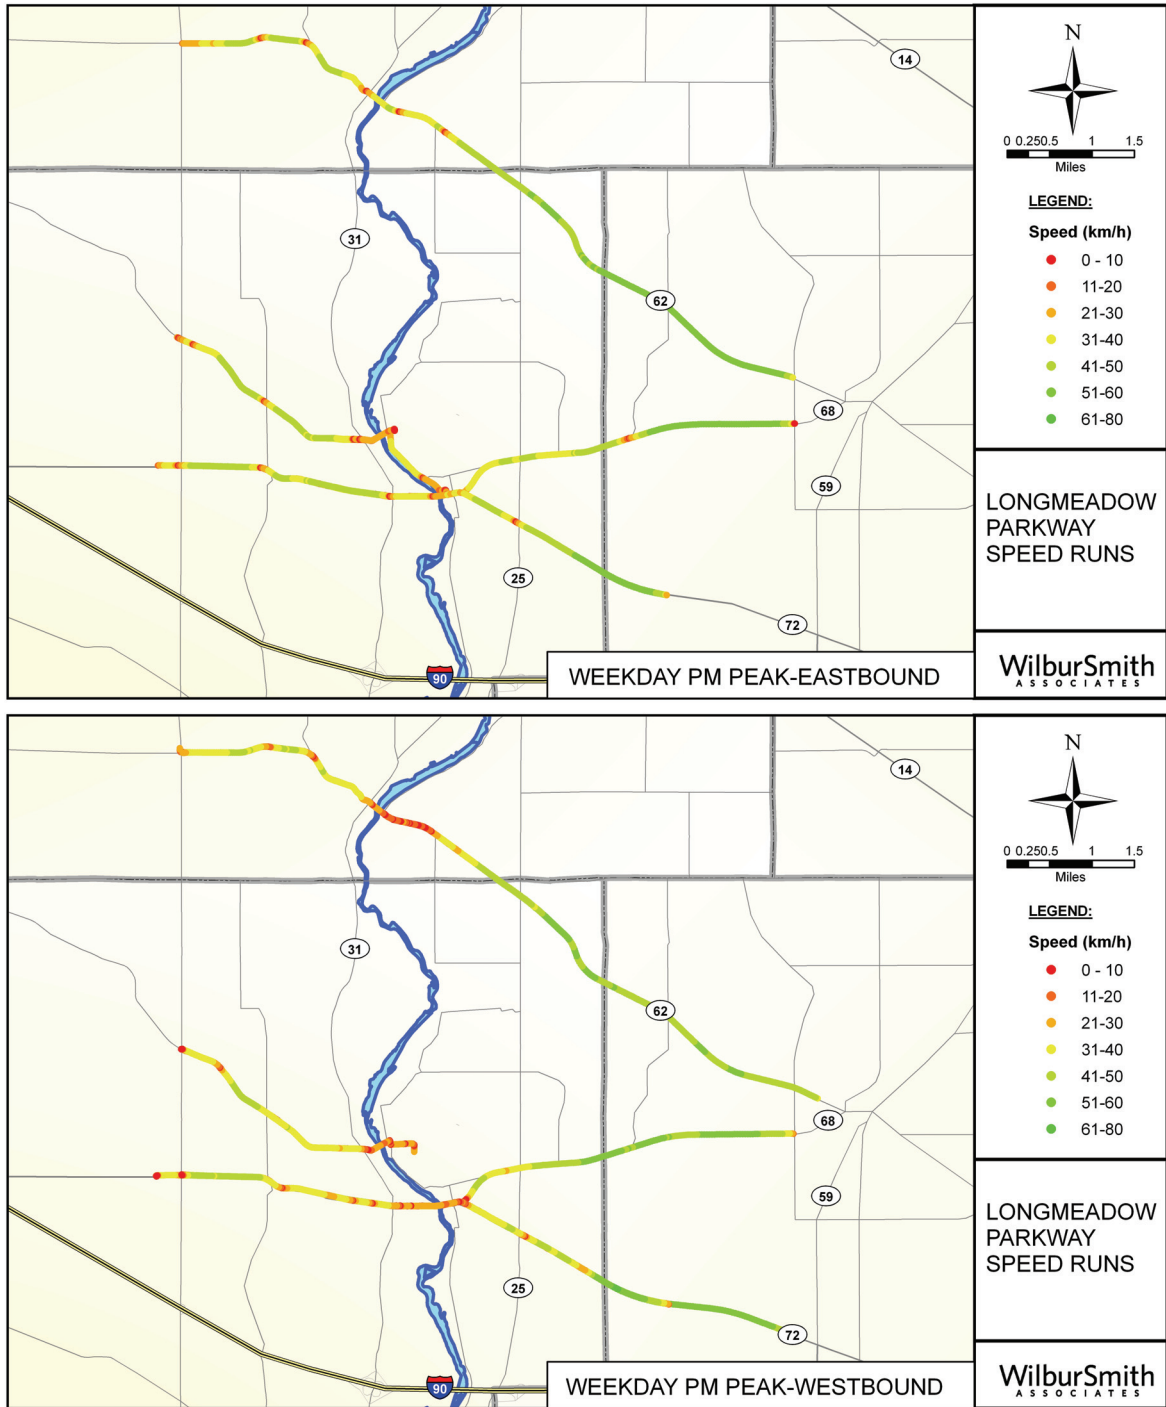 14
31
62
68
59
25
72
90
WEEKDAY PM PEAK-EASTBOUND
N
0 0.250.5 1 1.5
Miles
LEGEND:
Speed (km/h)
0 - 10
11-20
21-30
31-40
41-50
51-60
61-80
LONGMEADOW
PARKWAY
SPEED RUNS
WilburSmith
ASSOCIATES
14
31
62
68
59
25
72
90
WEEKDAY PM PEAK-WESTBOUND
N
0 0.250.5 1 1.5
Miles
LEGEND:
Speed (km/h)
0 - 10
11-20
21-30
31-40
41-50
51-60
61-80
LONGMEADOW
PARKWAY
SPEED RUNS
WilburSmith
ASSOCIATES